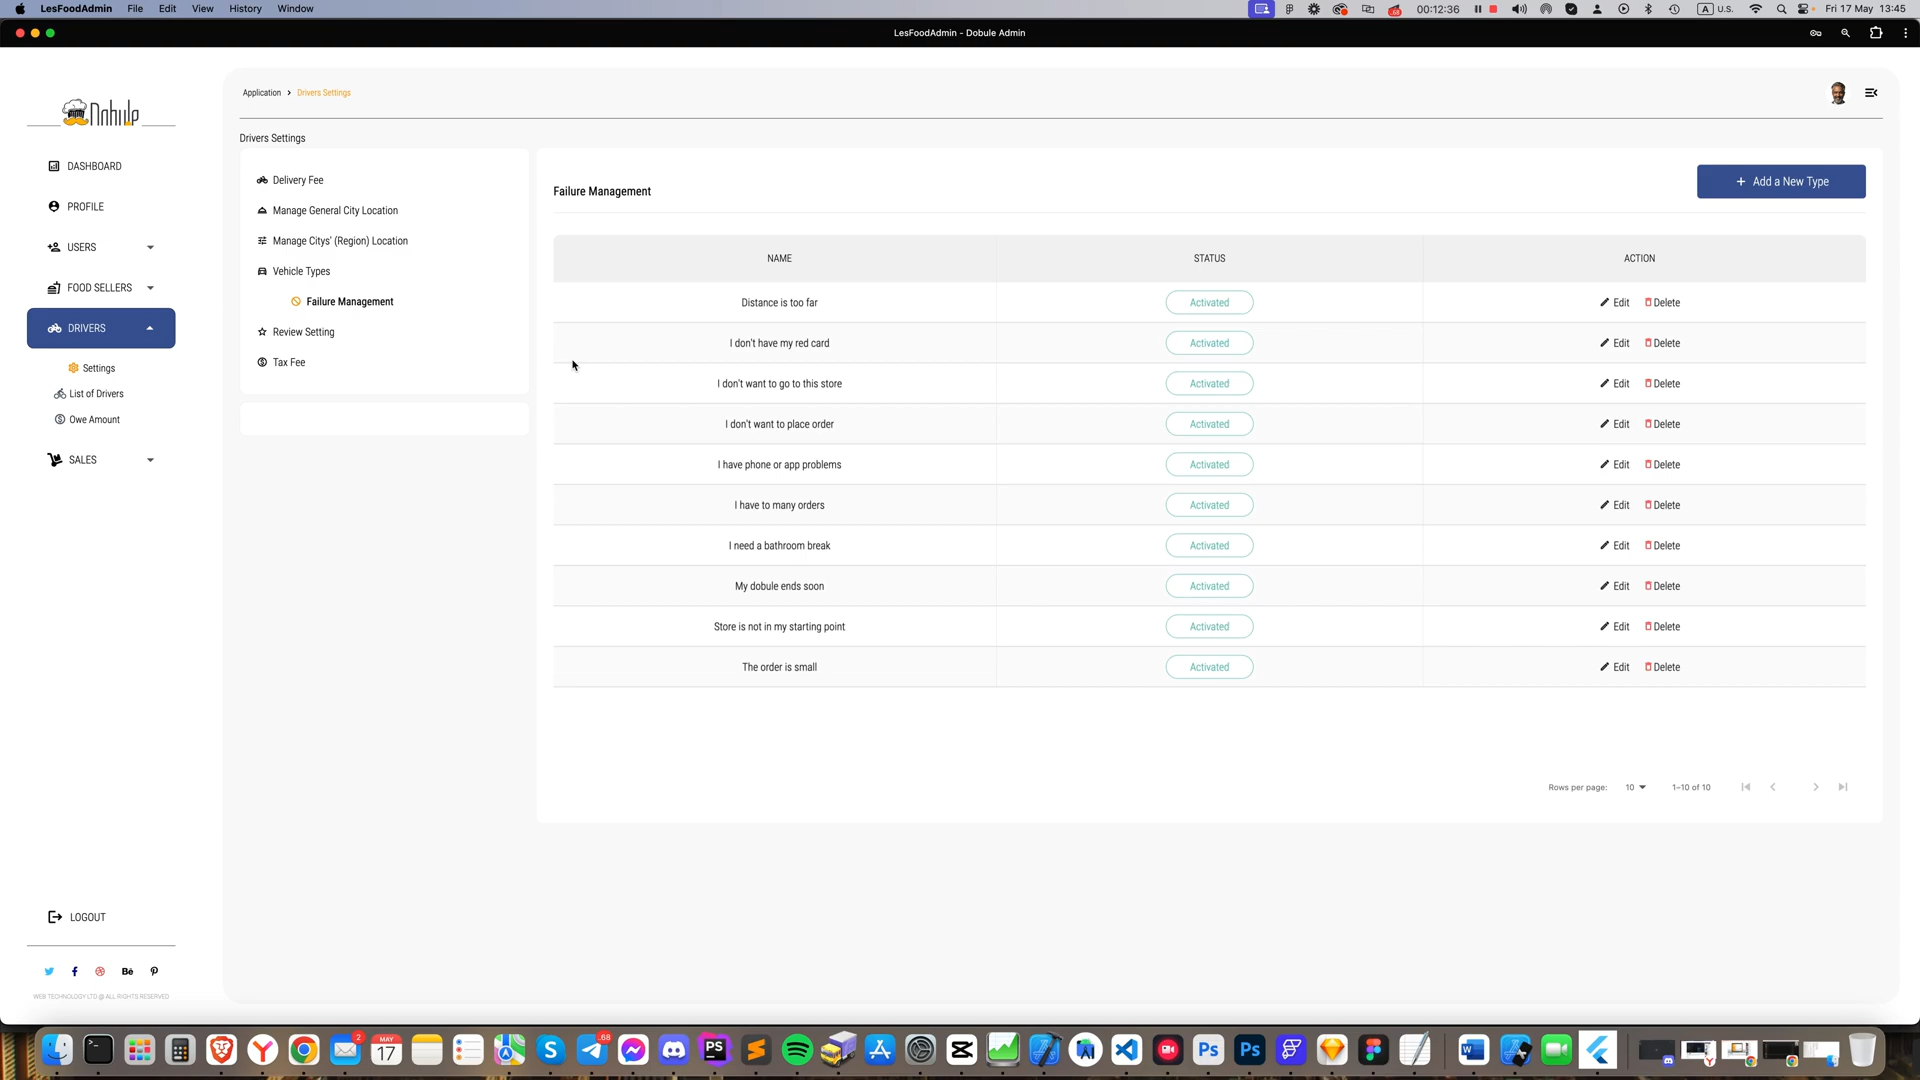 LesFoodAdmin File Edit View History Window 00:12:36 A U.S. Fri 17 May 13:45
LesFoodAdmin - Dobule Admin
Application > Drivers Settings
Drivers Settings
DASHBOARD
PROFILE
USERS
FOOD SELLERS
DRIVERS
Settings
List of Drivers
Owe Amount
SALES
LOGOUT
WEB TECHNOLOGY LTD @ ALL RIGHTS RESERVED
Delivery Fee
Manage General City Location
Manage Citys' (Region) Location
Vehicle Types
Failure Management
Review Setting
Tax Fee
Failure Management
+ Add a New Type
NAME STATUS ACTION
Distance is too far Activated Edit Delete
I don't have my red card Activated Edit Delete
I don't want to go to this store Activated Edit Delete
I don't want to place order Activated Edit Delete
I have phone or app problems Activated Edit Delete
I have to many orders Activated Edit Delete
I need a bathroom break Activated Edit Delete
My dobule ends soon Activated Edit Delete
Store is not in my starting point Activated Edit Delete
The order is small Activated Edit Delete
Rows per page: 10 1–10 of 10